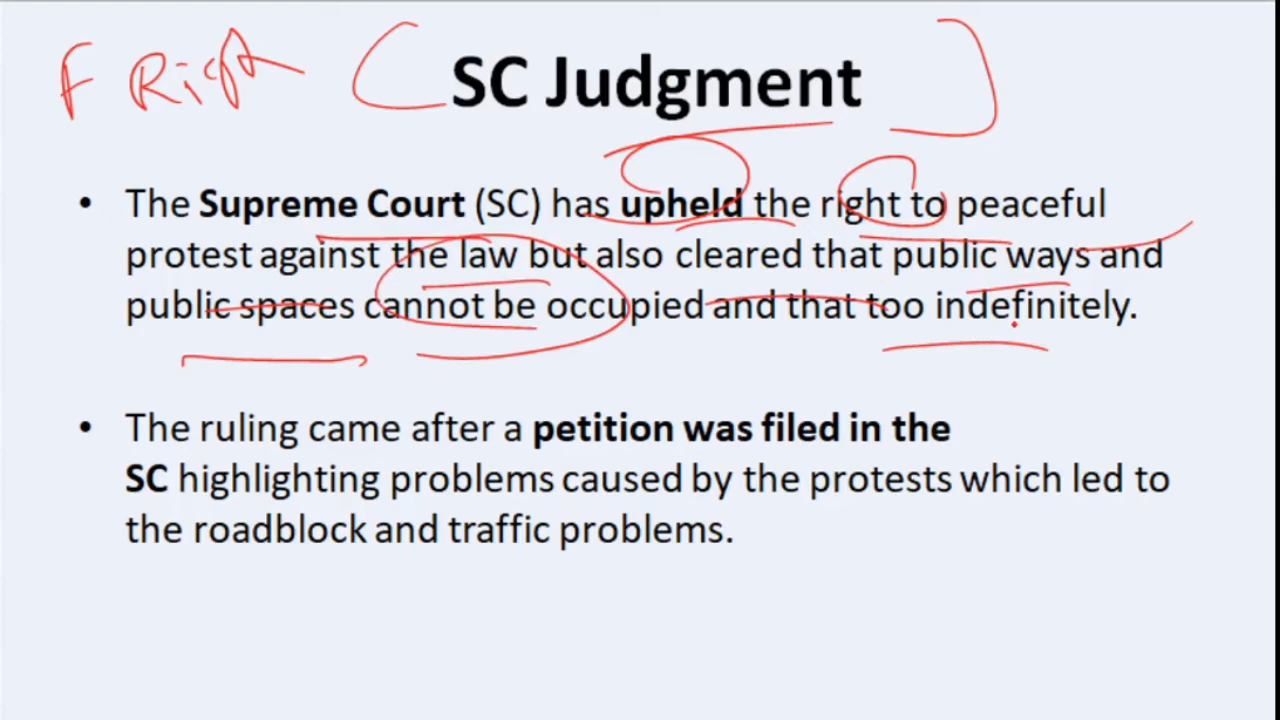 F Right
SC Judgment
• The Supreme Court (SC) has upheld the right to peaceful
protest against the law but also cleared that public ways and
public spaces cannot be occupied and that too indefinitely.
• The ruling came after a petition was filed in the
SC highlighting problems caused by the protests which led to
the roadblock and traffic problems.